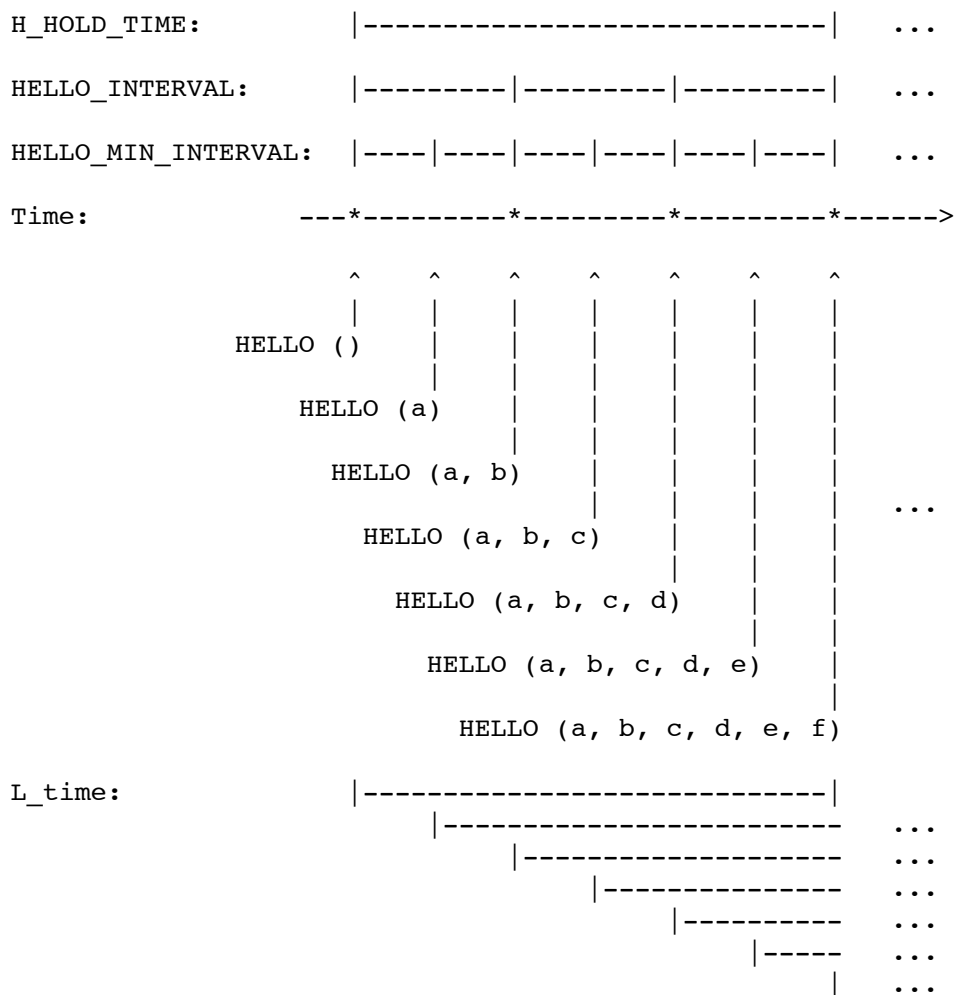 H_HOLD_TIME: |-----------------------------| ...
HELLO_INTERVAL: |---------|---------|---------| ...
HELLO_MIN_INTERVAL: |----|----|----|----|----|----| ...
Time: ---*---------*---------*---------*------>
^ ^ ^ ^ ^ ^ ^
| | | | | | |
HELLO () | | | | | |
| | | | | |
HELLO (a) | | | | |
| | | | |
HELLO (a, b) | | | |
| | | | ...
HELLO (a, b, c) | | |
| | |
HELLO (a, b, c, d) | |
| |
HELLO (a, b, c, d, e) |
|
HELLO (a, b, c, d, e, f)
L_time: |-----------------------------|
|------------------------- ...
|-------------------- ...
|--------------- ...
|---------- ...
|----- ...
| ...